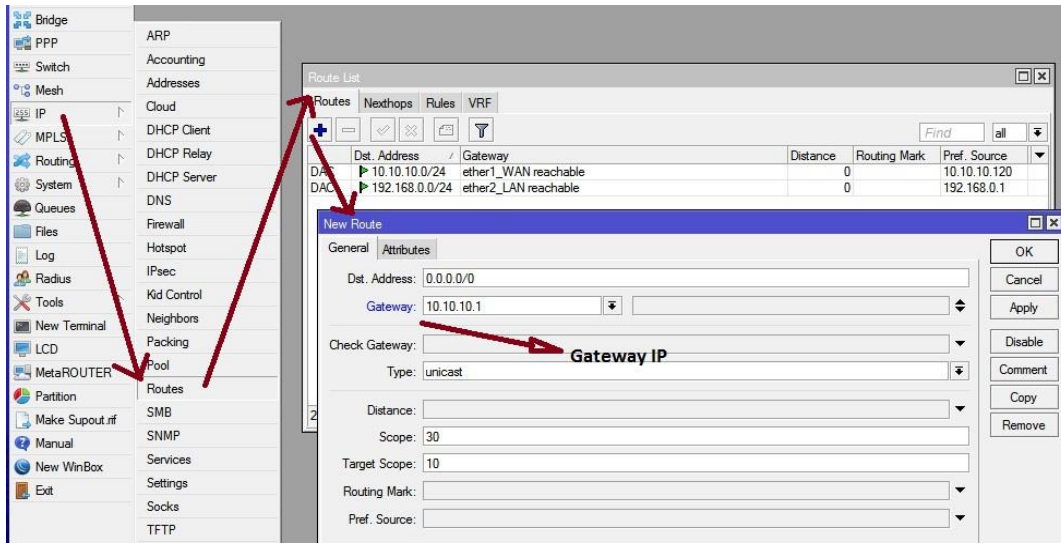 Bridge
PPP
Switch
Mesh
IP
MPLS
Routing
System
Queues
Files
Log
Radius
Tools
New Terminal
LCD
MetaROUTER
Partition
Make Supout.rif
Manual
New WinBox
Exit
ARP
Accounting
Addresses
Cloud
DHCP Client
DHCP Relay
DHCP Server
DNS
Firewall
Hotspot
IPsec
Kid Control
Neighbors
Packing
Pool
Routes
SMB
SNMP
Services
Settings
Socks
TFTP
Route List
Routes Nexthops Rules VRF
Find all
Dst. Address / Gateway Distance Routing Mark Pref. Source
DAC 10.10.10.0/24 ether1_WAN reachable 0 10.10.10.120
DAC 192.168.0.0/24 ether2_LAN reachable 0 192.168.0.1
2
New Route
General Attributes
Dst. Address: 0.0.0.0/0
Gateway: 10.10.10.1
Check Gateway:
Gateway IP
Type: unicast
Distance:
Scope: 30
Target Scope: 10
Routing Mark:
Pref. Source:
OK
Cancel
Apply
Disable
Comment
Copy
Remove